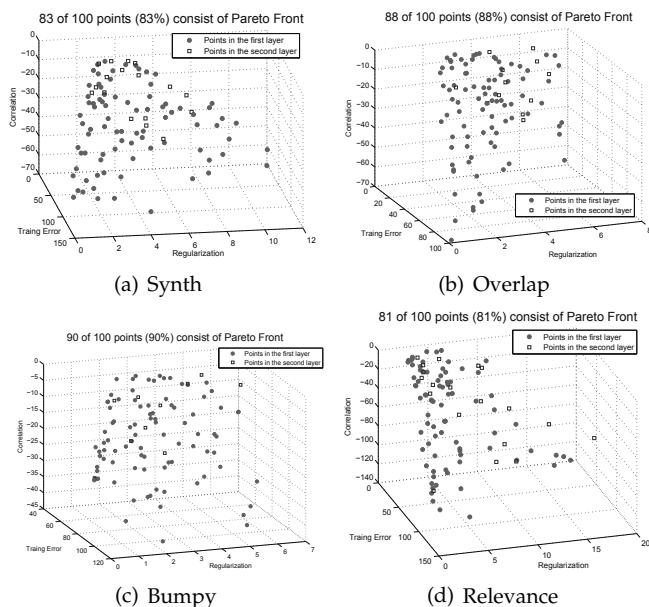 83 of 100 points (83%) consist of Pareto Front
Points in the first layer
Points in the second layer
0
−10
−20
−30
−40
−50
−60
−70
Correlation
0
50
100
150
Traing Error
0
2
4
6
8
10
12
Regularization
(a) Synth
88 of 100 points (88%) consist of Pareto Front
0
−10
−20
−30
−40
−50
−60
−70
Correlation
Points in the first layer
Points in the second layer
0
20
40
60
80
100
Traing Error
0
2
4
6
8
Regularization
(b) Overlap
90 of 100 points (90%) consist of Pareto Front
Points in the first layer
Points in the second layer
0
−5
−10
−15
−20
−25
−30
−35
−40
−45
Correlation
40
60
80
100
120
Traing Error
0
1
2
3
4
5
6
7
Regularization
(c) Bumpy
81 of 100 points (81%) consist of Pareto Front
Points in the first layer
Points in the second layer
0
−20
−40
−60
−80
−100
−120
−140
Correlation
0
50
100
150
Traing Error
0
5
10
15
20
Regularization
(d) Relevance